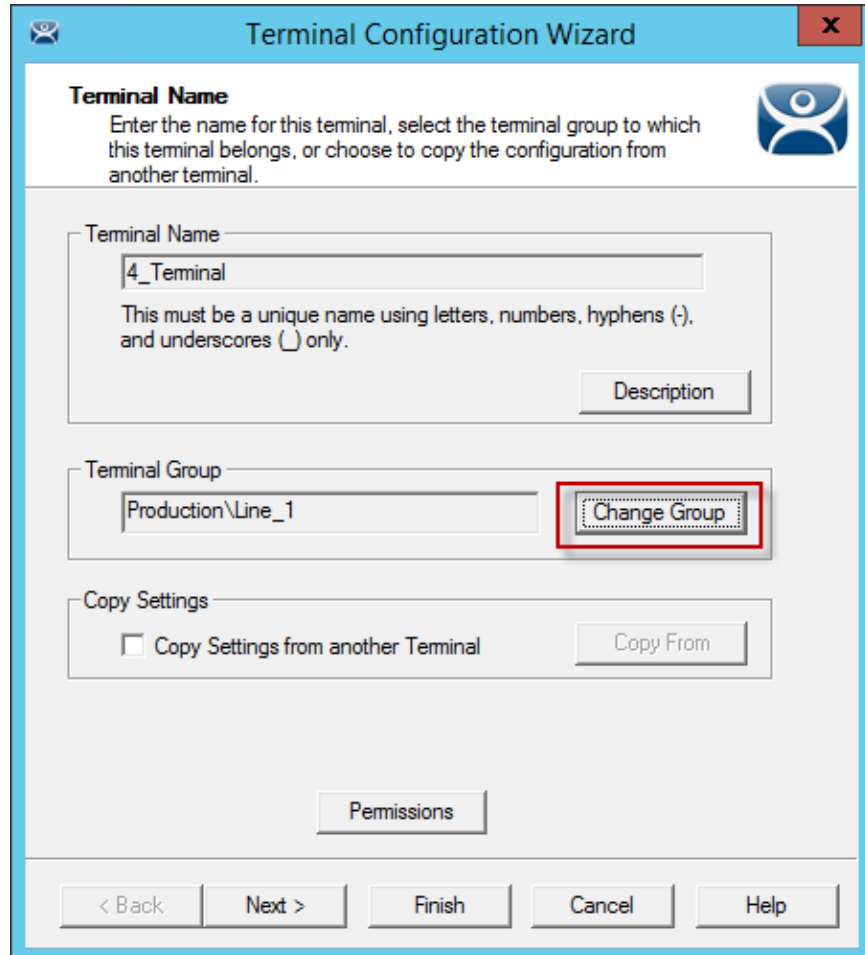 Terminal Configuration Wizard
x
Terminal Name
Enter the name for this terminal, select the terminal group to which
this terminal belongs, or choose to copy the configuration from
another terminal.
Terminal Name
4_Terminal
This must be a unique name using letters, numbers, hyphens (-),
and underscores (_) only.
Description
Terminal Group
Production\Line_1
Change Group
Copy Settings
Copy Settings from another Terminal
Copy From
Permissions
< Back
Next >
Finish
Cancel
Help